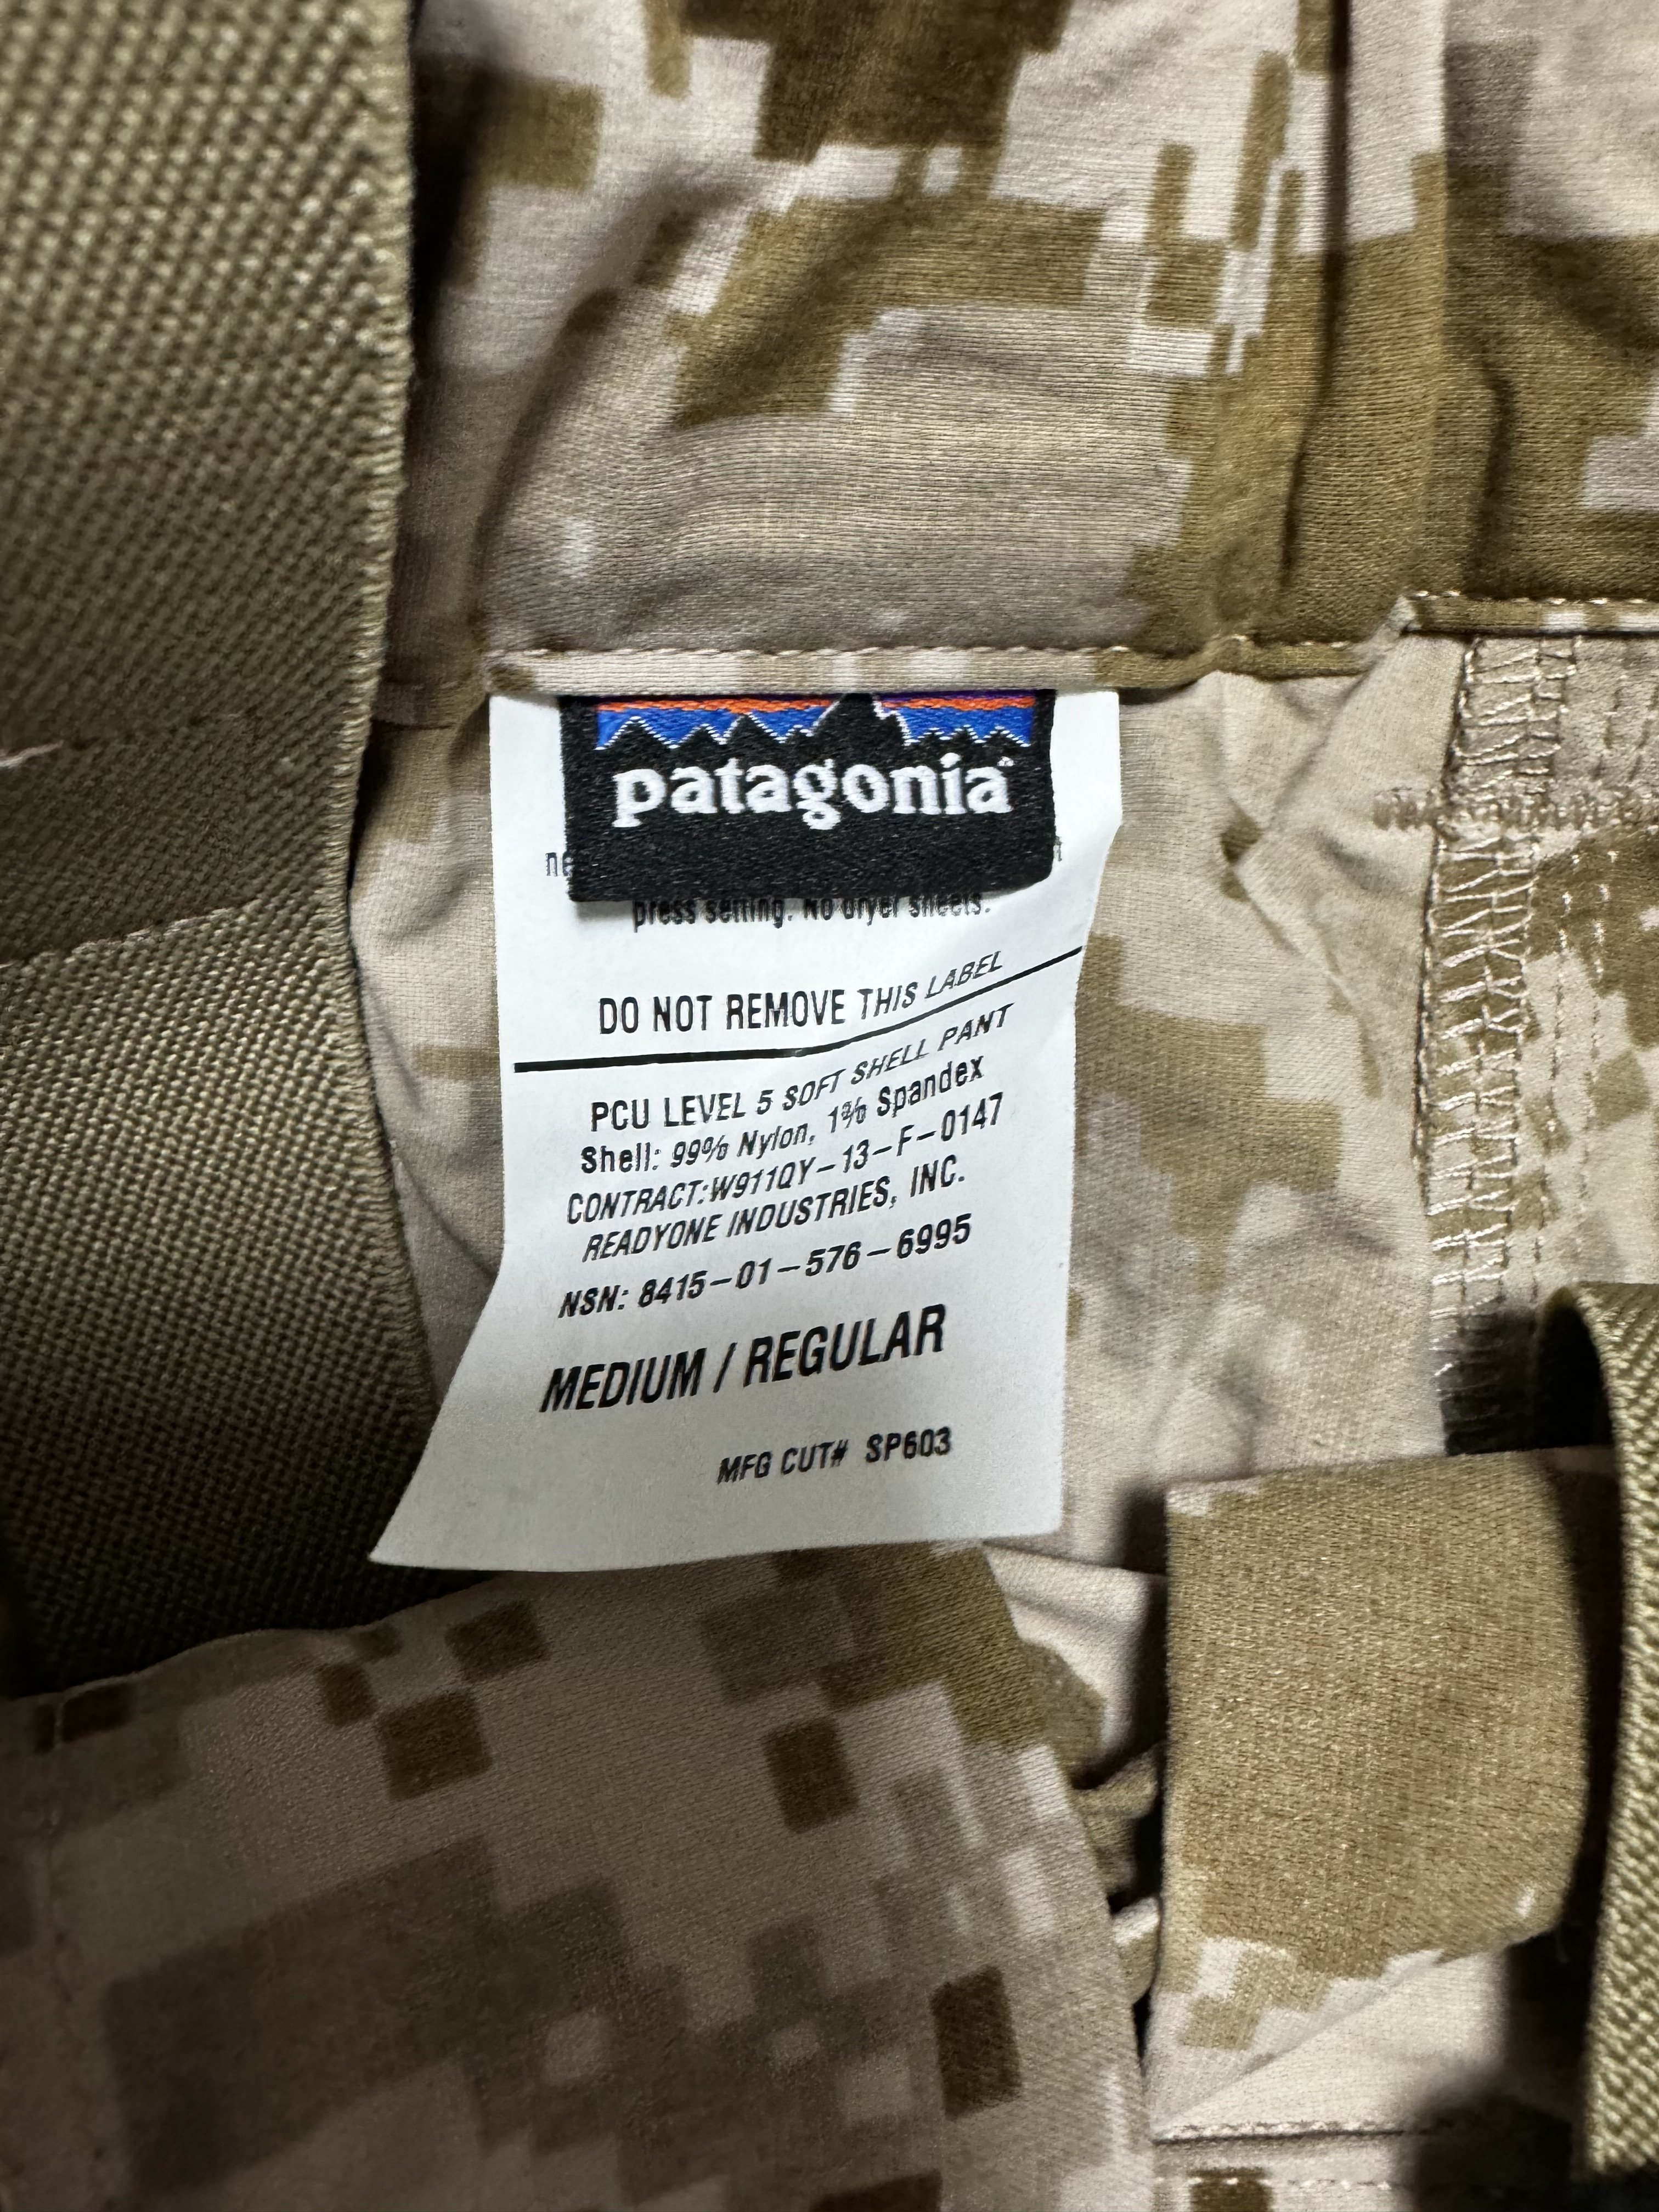 patagonia
press setting. No dryer sheets.
DO NOT REMOVE THIS LABEL
PCU LEVEL 5 SOFT SHELL PANT
Shell: 99% Nylon, 1% Spandex
CONTRACT:W911QY-13-F-0147
READYONE INDUSTRIES, INC.
NSN: 8415-01-576-6995
MEDIUM / REGULAR
MFG CUT# SP603